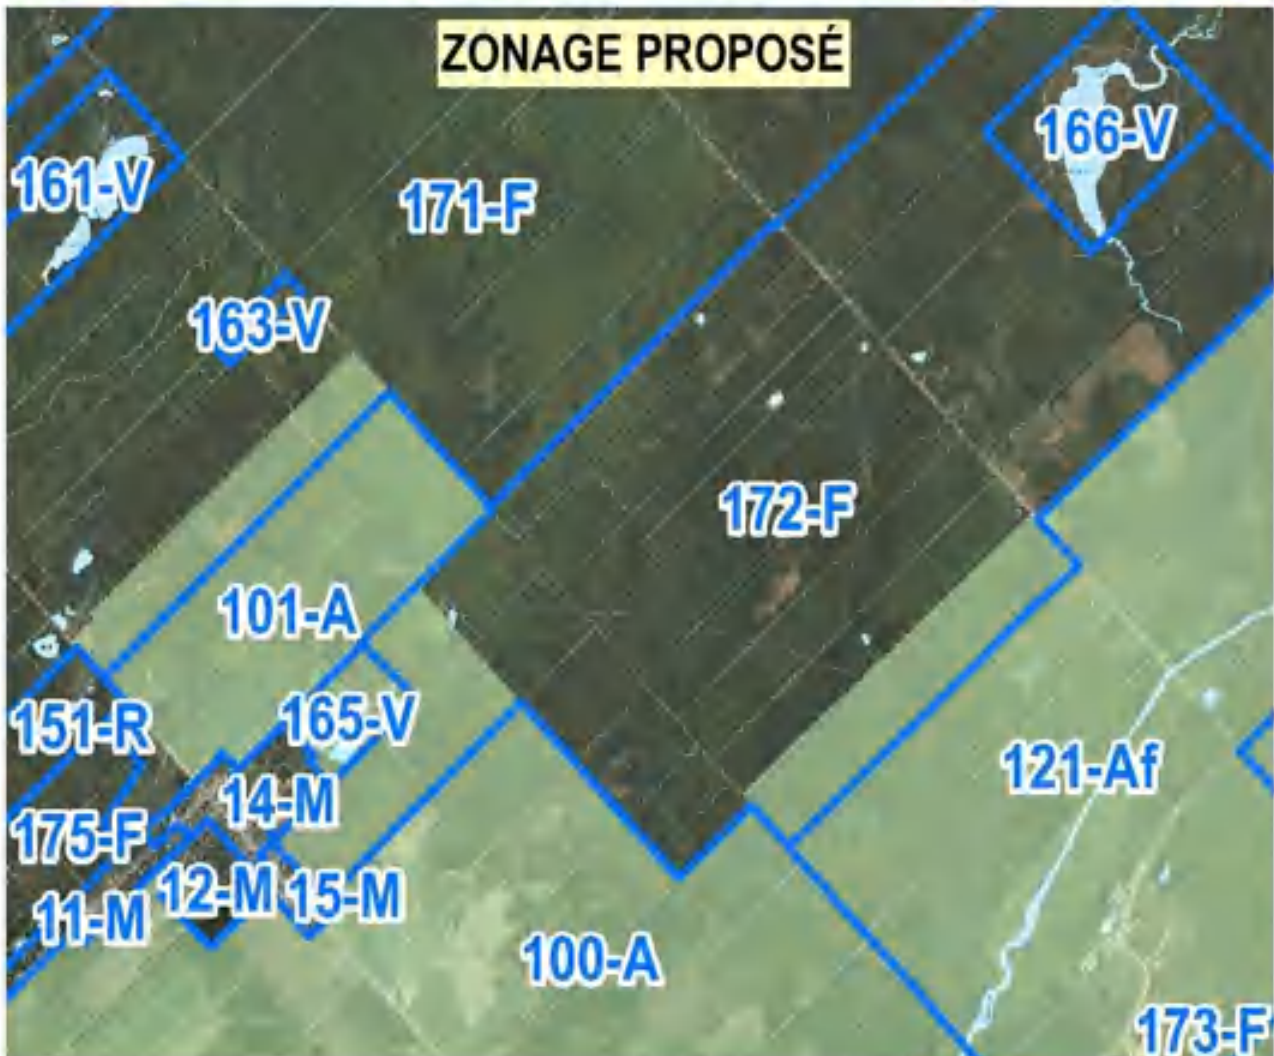 ZONAGE PROPOSÉ
166-V
161-V
171-F
163-V
172-F
101-A
165-V
151-R
121-Af
14-M
175-F
12-M
15-M
11-M
100-A
173-F